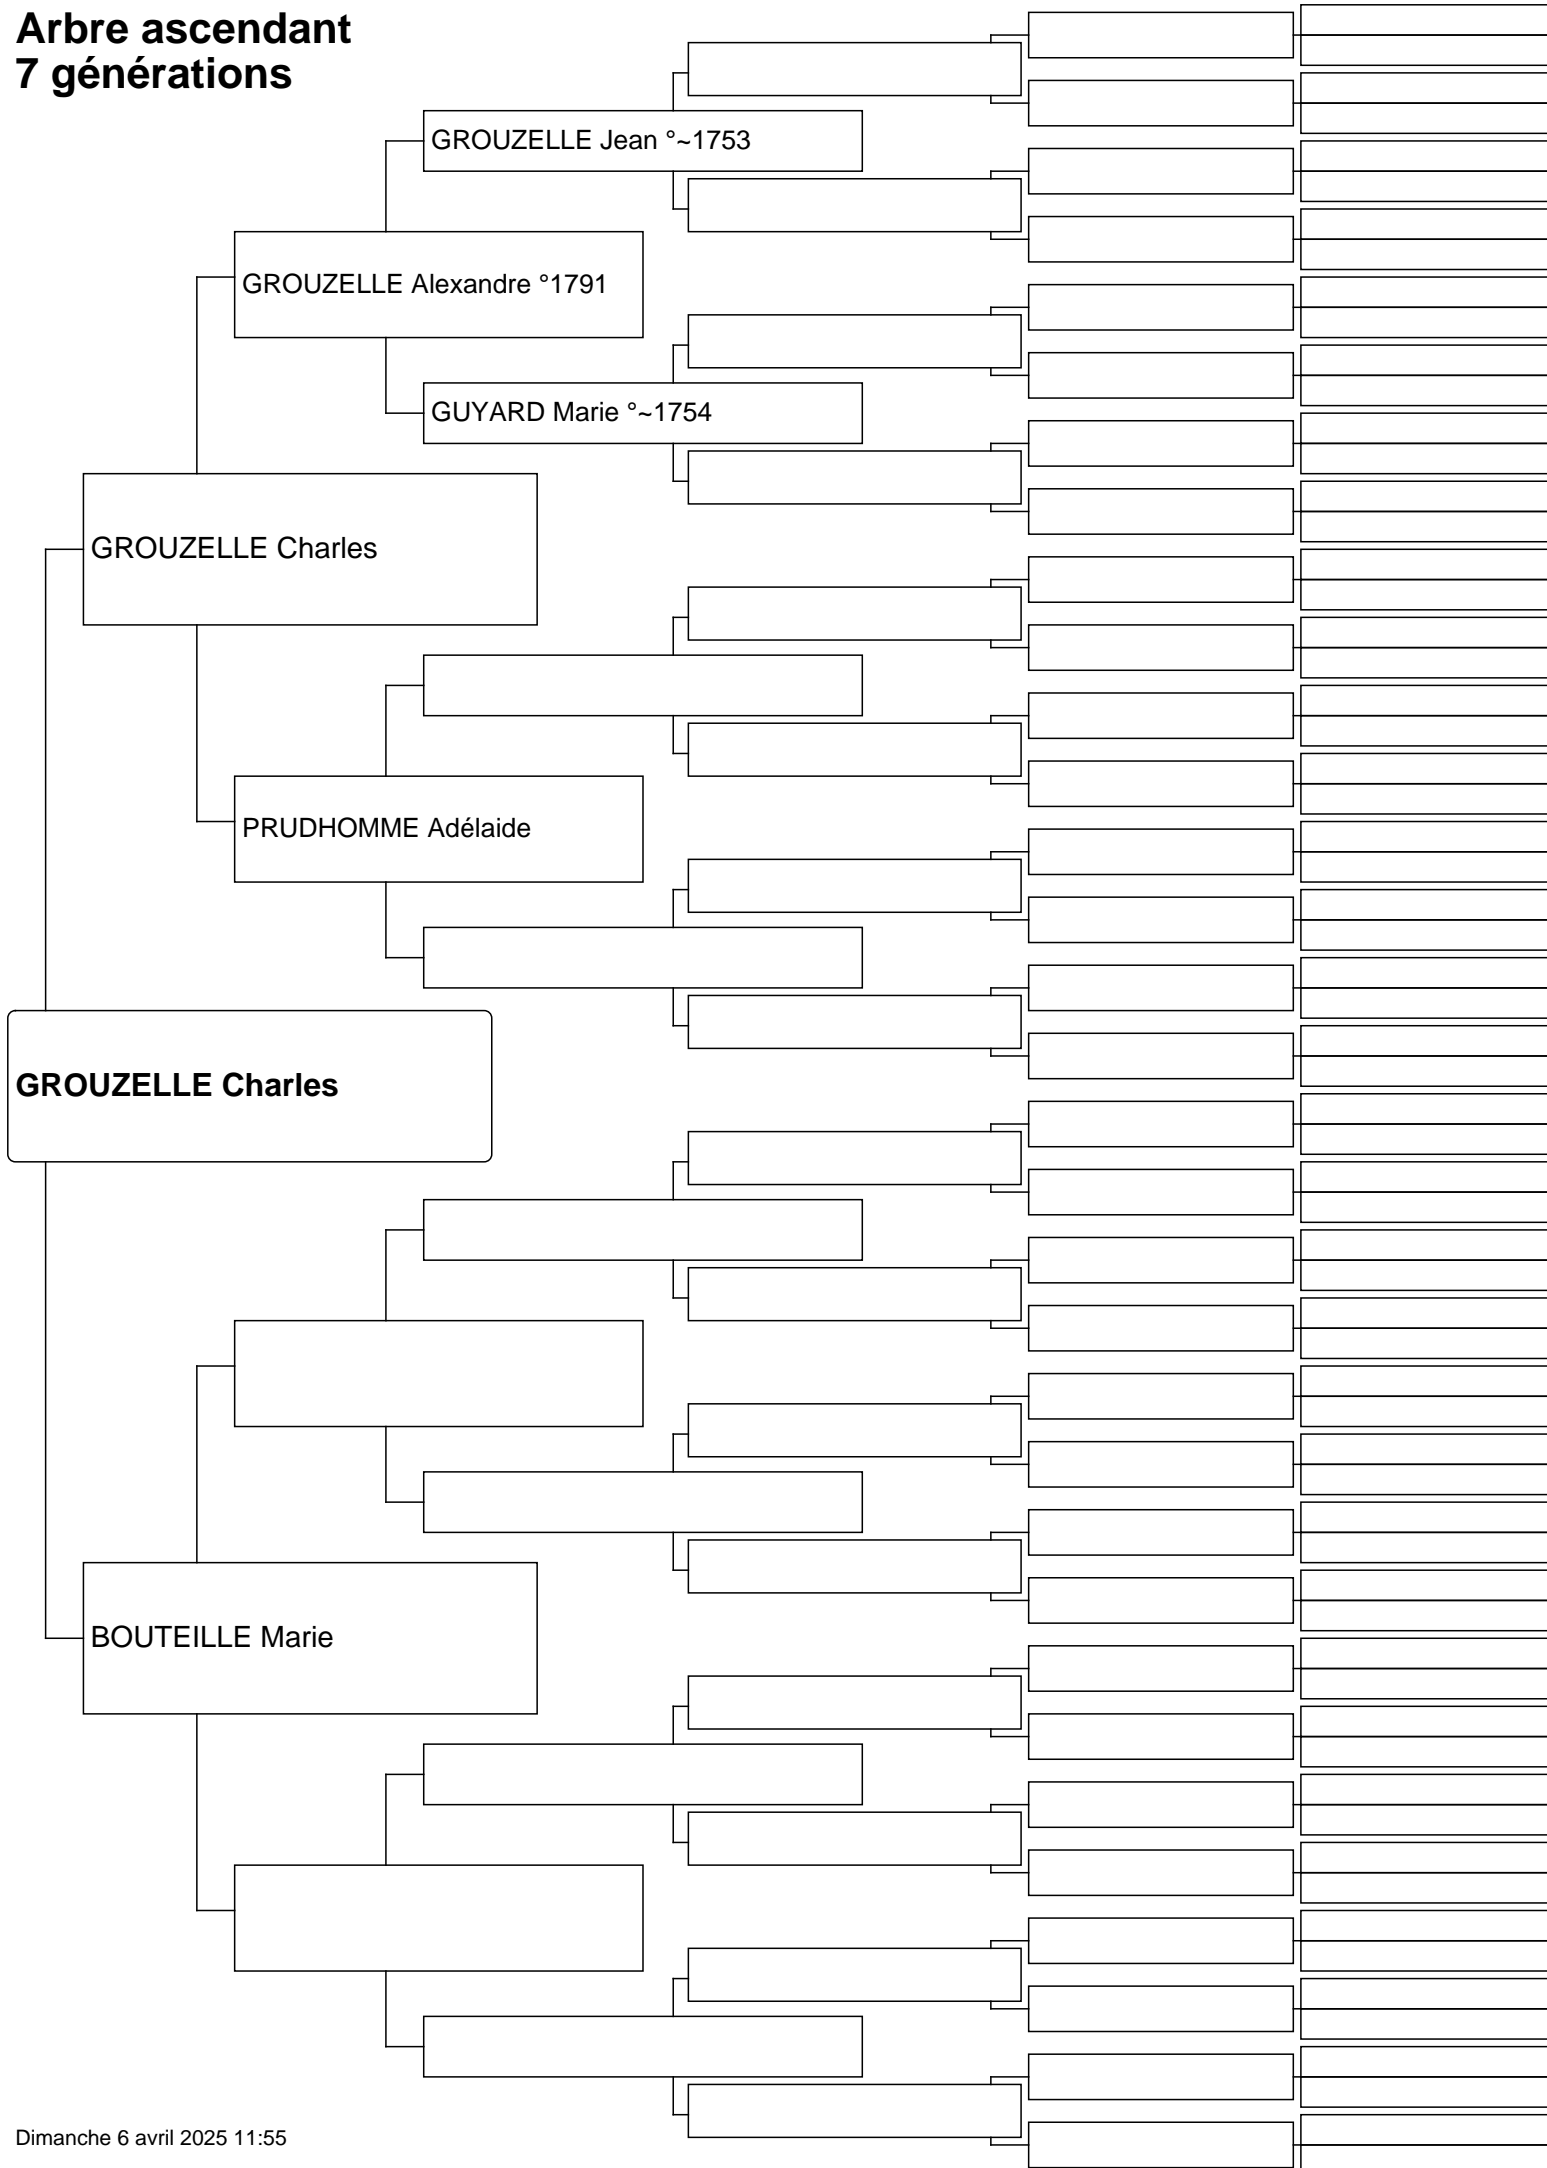 Arbre ascendant
7 générations
GROUZELLE Jean °~1753
GROUZELLE Alexandre °1791
GUYARD Marie °~1754
GROUZELLE Charles
PRUDHOMME Adélaide
GROUZELLE Charles
BOUTEILLE Marie
Dimanche 6 avril 2025 11:55